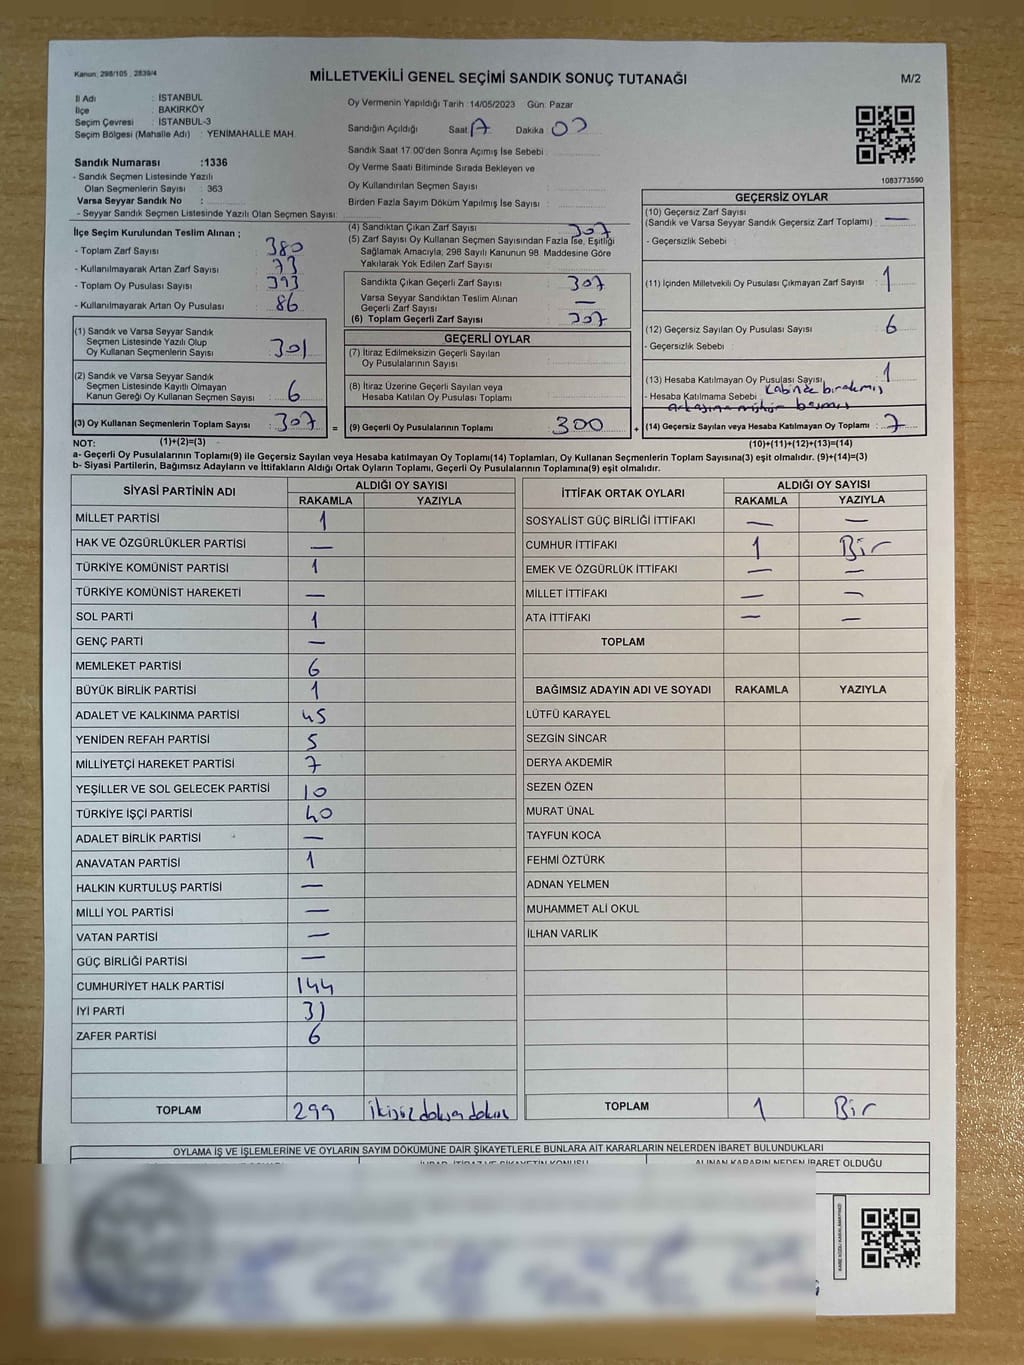 Kanun: 298/105 , 2839/4
MİLLETVEKİLİ GENEL SEÇİMİ SANDIK SONUÇ TUTANAĞI
M/2
İl Adı : İSTANBUL
İlçe : BAKIRKÖY
Seçim Çevresi : İSTANBUL-3
Seçim Bölgesi (Mahalle Adı) : YENİMAHALLE MAH.
Sandık Numarası :1336
- Sandık Seçmen Listesinde Yazılı
Olan Seçmenlerin Sayısı : 363
Varsa Seyyar Sandık No :
- Seyyar Sandık Seçmen Listesinde Yazılı Olan Seçmen Sayısı:
Oy Vermenin Yapıldığı Tarih :14/05/2023 Gün: Pazar
Sandığın Açıldığı Saat Dakika
Sandık Saat 17.00'den Sonra Açımış İse Sebebi :
Oy Verme Saati Bitiminde Sırada Bekleyen ve
Oy Kullandırılan Seçmen Sayısı :
Birden Fazla Sayım Döküm Yapılmış İse Sayısı :
1083773590
İlçe Seçim Kurulundan Teslim Alınan ;
- Toplam Zarf Sayısı : 380
- Kullanılmayarak Artan Zarf Sayısı : 73
- Toplam Oy Pusulası Sayısı : 393
- Kullanılmayarak Artan Oy Pusulası : 86
(1) Sandık ve Varsa Seyyar Sandık
Seçmen Listesinde Yazılı Olup
Oy Kullanan Seçmenlerin Sayısı : 301
(2) Sandık ve Varsa Seyyar Sandık
Seçmen Listesinde Kayıtlı Olmayan
Kanun Gereği Oy Kullanan Seçmen Sayısı : 6
(3) Oy Kullanan Seçmenlerin Toplam Sayısı : 307
(4) Sandıktan Çıkan Zarf Sayısı : 307
(5) Zarf Sayısı Oy Kullanan Seçmen Sayısından Fazla İse, Eşitliği
Sağlamak Amacıyla, 298 Sayılı Kanunun 98. Maddesine Göre
Yakılarak Yok Edilen Zarf Sayısı :
Sandıkta Çıkan Geçerli Zarf Sayısı : 307
Varsa Seyyar Sandıktan Teslim Alınan
Geçerli Zarf Sayısı : —
(6) Toplam Geçerli Zarf Sayısı : 307
GEÇERLİ OYLAR
(7) İtiraz Edilmeksizin Geçerli Sayılan
Oy Pusulalarının Sayısı :
(8) İtiraz Üzerine Geçerli Sayılan veya
Hesaba Katılan Oy Pusulası Toplamı :
= (9) Geçerli Oy Pusulalarının Toplamı : 300
GEÇERSİZ OYLAR
(10) Geçersiz Zarf Sayısı
(Sandık ve Varsa Seyyar Sandık Geçersiz Zarf Toplamı) : —
- Geçersizlik Sebebi :
(11) İçinden Milletvekili Oy Pusulası Çıkmayan Zarf Sayısı : 1
(12) Geçersiz Sayılan Oy Pusulası Sayısı : 6
- Geçersizlik Sebebi :
(13) Hesaba Katılmayan Oy Pusulası Sayısı : 1
- Hesaba Katılmama Sebebi : Kabinde bırakmış
arkasına mühür basmış
+ (14) Geçersiz Sayılan veya Hesaba Katılmayan Oy Toplamı : 7
NOT: (1)+(2)=(3) (10)+(11)+(12)+(13)=(14)
a- Geçerli Oy Pusulalarının Toplamı(9) ile Geçersiz Sayılan veya Hesaba Katılmayan Oy Toplamı(14) Toplamları, Oy Kullanan Seçmenlerin Toplam Sayısına(3) eşit olmalıdır. (9)+(14)=(3)
b- Siyasi Partilerin, Bağımsız Adayların ve İttifakların Aldığı Ortak Oyların Toplamı, Geçerli Oy Pusulalarının Toplamına(9) eşit olmalıdır.
SİYASİ PARTİNİN ADI ALDIĞI OY SAYISI
RAKAMLA YAZIYLA
MİLLET PARTİSİ 1
HAK VE ÖZGÜRLÜKLER PARTİSİ —
TÜRKİYE KOMÜNİST PARTİSİ 1
TÜRKİYE KOMÜNİST HAREKETİ —
SOL PARTİ 1
GENÇ PARTİ —
MEMLEKET PARTİSİ 6
BÜYÜK BİRLİK PARTİSİ 1
ADALET VE KALKINMA PARTİSİ 45
YENİDEN REFAH PARTİSİ 5
MİLLİYETÇİ HAREKET PARTİSİ 7
YEŞİLLER VE SOL GELECEK PARTİSİ 10
TÜRKİYE İŞÇİ PARTİSİ 40
ADALET BİRLİK PARTİSİ —
ANAVATAN PARTİSİ 1
HALKIN KURTULUŞ PARTİSİ —
MİLLİ YOL PARTİSİ —
VATAN PARTİSİ —
GÜÇ BİRLİĞİ PARTİSİ —
CUMHURİYET HALK PARTİSİ 144
İYİ PARTİ 31
ZAFER PARTİSİ 6
TOPLAM 299 ikiyüz doksan dokuz
İTTİFAK ORTAK OYLARI ALDIĞI OY SAYISI
RAKAMLA YAZIYLA
SOSYALİST GÜÇ BİRLİĞİ İTTİFAKI — —
CUMHUR İTTİFAKI 1 Bir
EMEK VE ÖZGÜRLÜK İTTİFAKI — —
MİLLET İTTİFAKI — —
ATA İTTİFAKI — —
TOPLAM
BAĞIMSIZ ADAYIN ADI VE SOYADI RAKAMLA YAZIYLA
LÜTFÜ KARAYEL
SEZGİN SİNCAR
DERYA AKDEMİR
SEZEN ÖZEN
MURAT ÜNAL
TAYFUN KOCA
FEHMİ ÖZTÜRK
ADNAN YELMEN
MUHAMMET ALİ OKUL
İLHAN VARLIK
TOPLAM 1 Bir
OYLAMA İŞ VE İŞLEMLERİNE VE OYLARIN SAYIM DÖKÜMÜNE DAİR ŞİKAYETLERLE BUNLARA AİT KARARLARIN NELERDEN İBARET BULUNDUKLARI
ALINAN KARARIN NEDEN İBARET OLDUĞU